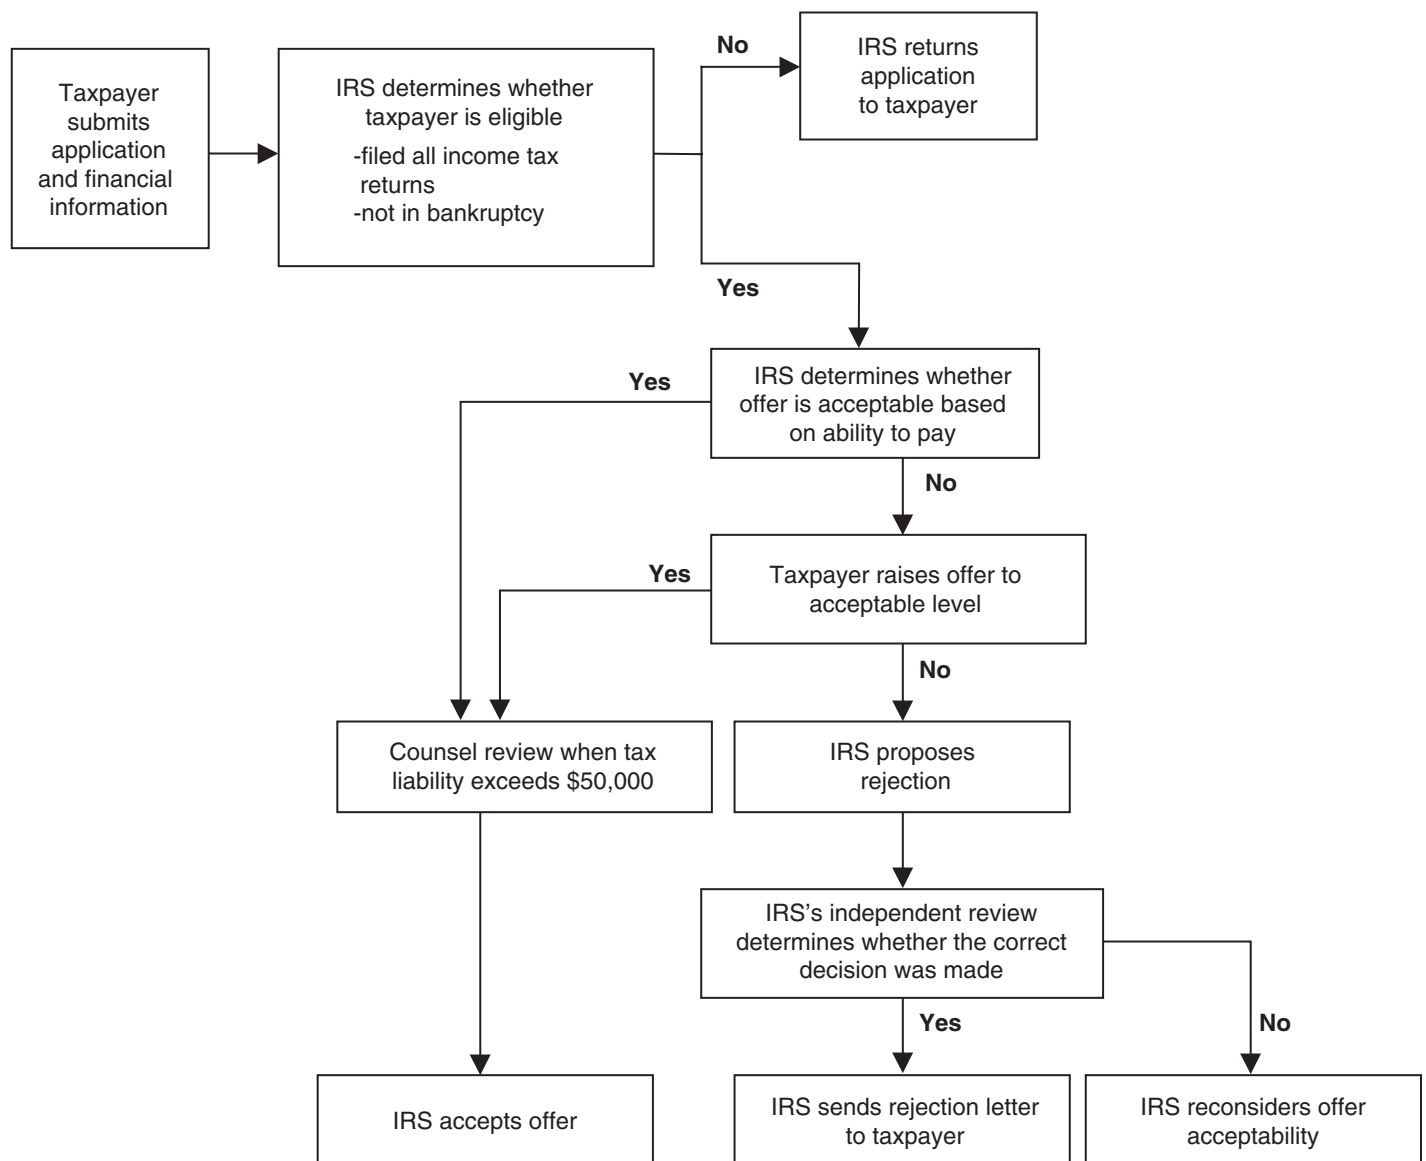 Taxpayer
submits
application
and financial
information
IRS determines whether
taxpayer is eligible
-filed all income tax
returns
-not in bankruptcy
No
IRS returns
application
to taxpayer
Yes
IRS determines whether
offer is acceptable based
on ability to pay
Yes
No
Taxpayer raises offer to
acceptable level
Yes
No
Counsel review when tax
liability exceeds $50,000
IRS proposes
rejection
IRS's independent review
determines whether the correct
decision was made
Yes
No
IRS accepts offer
IRS sends rejection letter
to taxpayer
IRS reconsiders offer
acceptability